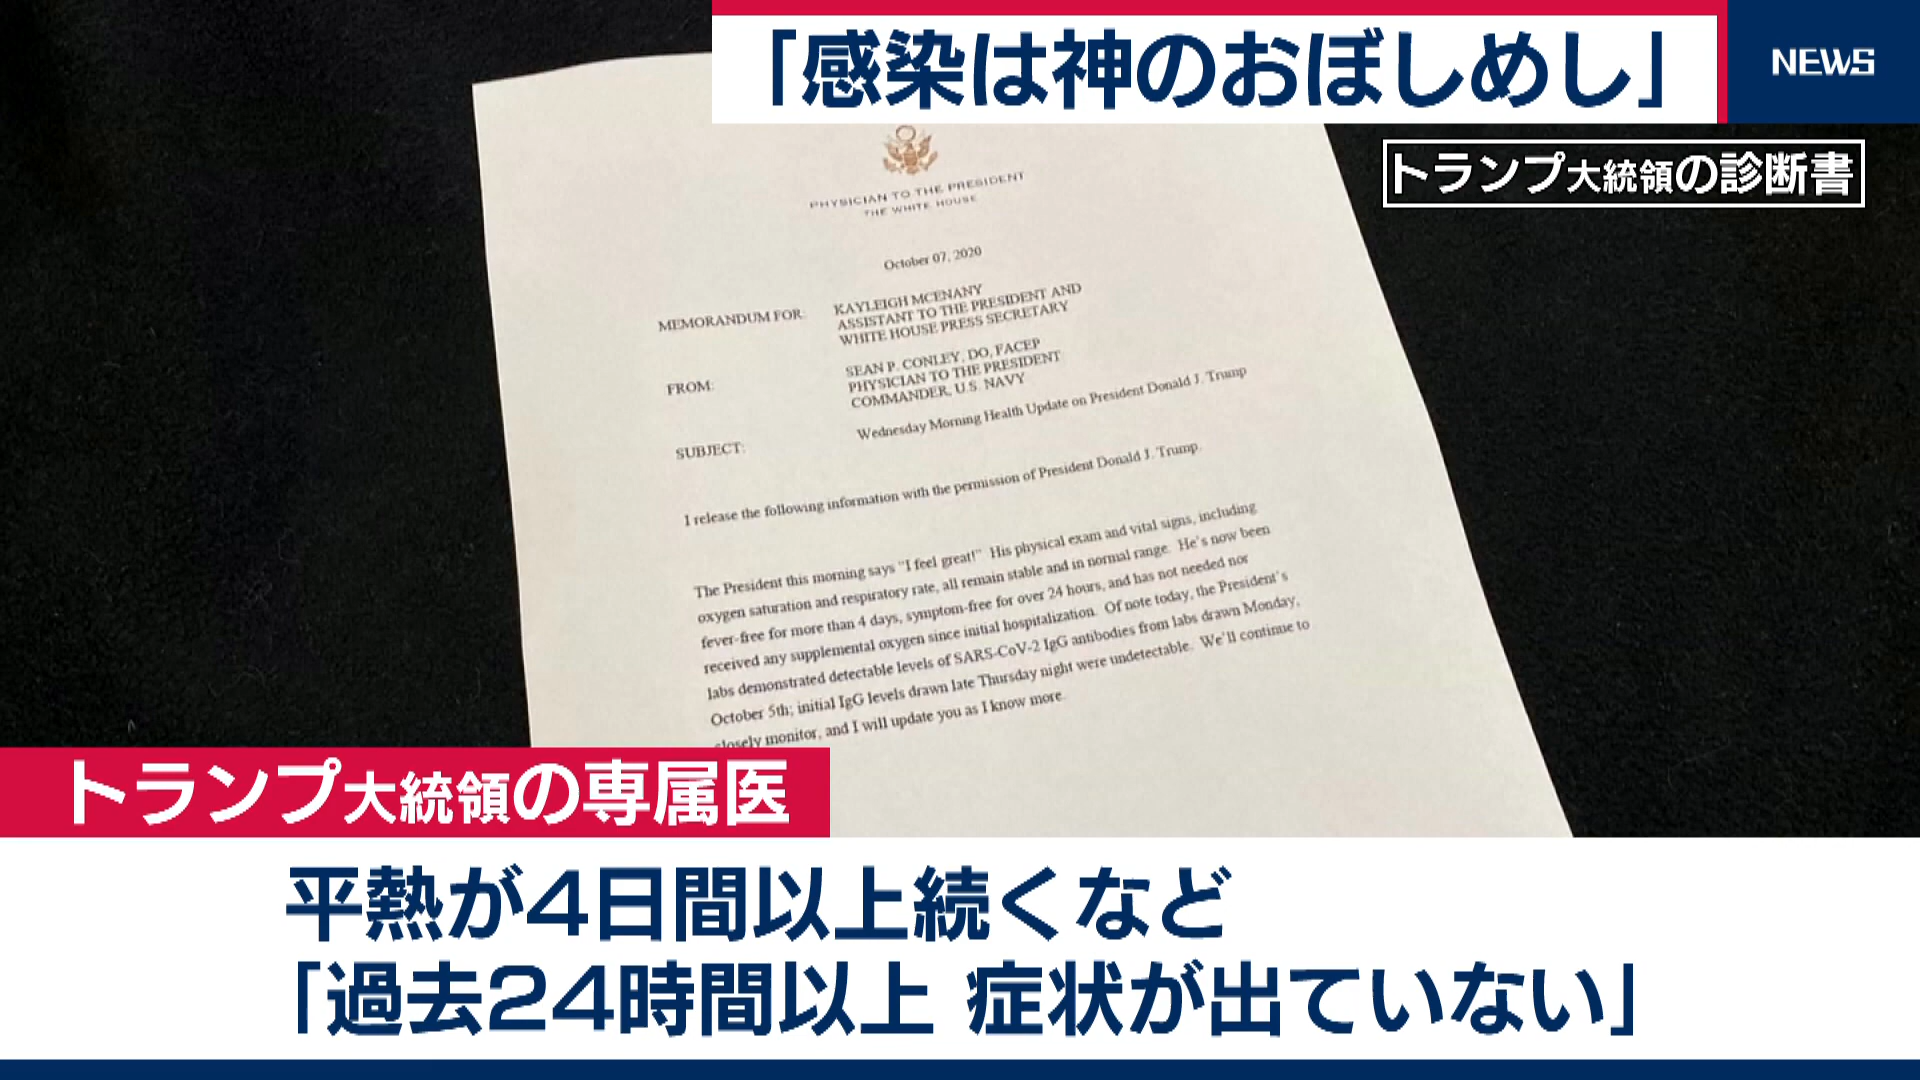 「感染は神のおぼしめし」
NEWS
トランプ大統領の診断書
PHYSICIAN TO THE PRESIDENT
THE WHITE HOUSE
October 07, 2020
MEMORANDUM FOR: KAYLEIGH MCENANY
ASSISTANT TO THE PRESIDENT AND
WHITE HOUSE PRESS SECRETARY
FROM: SEAN P. CONLEY, DO, FACEP
PHYSICIAN TO THE PRESIDENT
COMMANDER, U.S. NAVY
SUBJECT: Wednesday Morning Health Update on President Donald J. Trump
I release the following information with the permission of President Donald J. Trump.
The President this morning says "I feel great!" His physical exam and vital signs, including
oxygen saturation and respiratory rate, all remain stable and in normal range. He's now been
fever-free for more than 4 days, symptom-free for over 24 hours, and has not needed nor
received any supplemental oxygen since initial hospitalization. Of note today, the President's
labs demonstrated detectable levels of SARS-CoV-2 IgG antibodies from labs drawn Monday,
October 5th; initial IgG levels drawn late Thursday night were undetectable. We'll continue to
closely monitor, and I will update you as I know more.
トランプ大統領の専属医
平熱が4日間以上続くなど
「過去24時間以上 症状が出ていない」